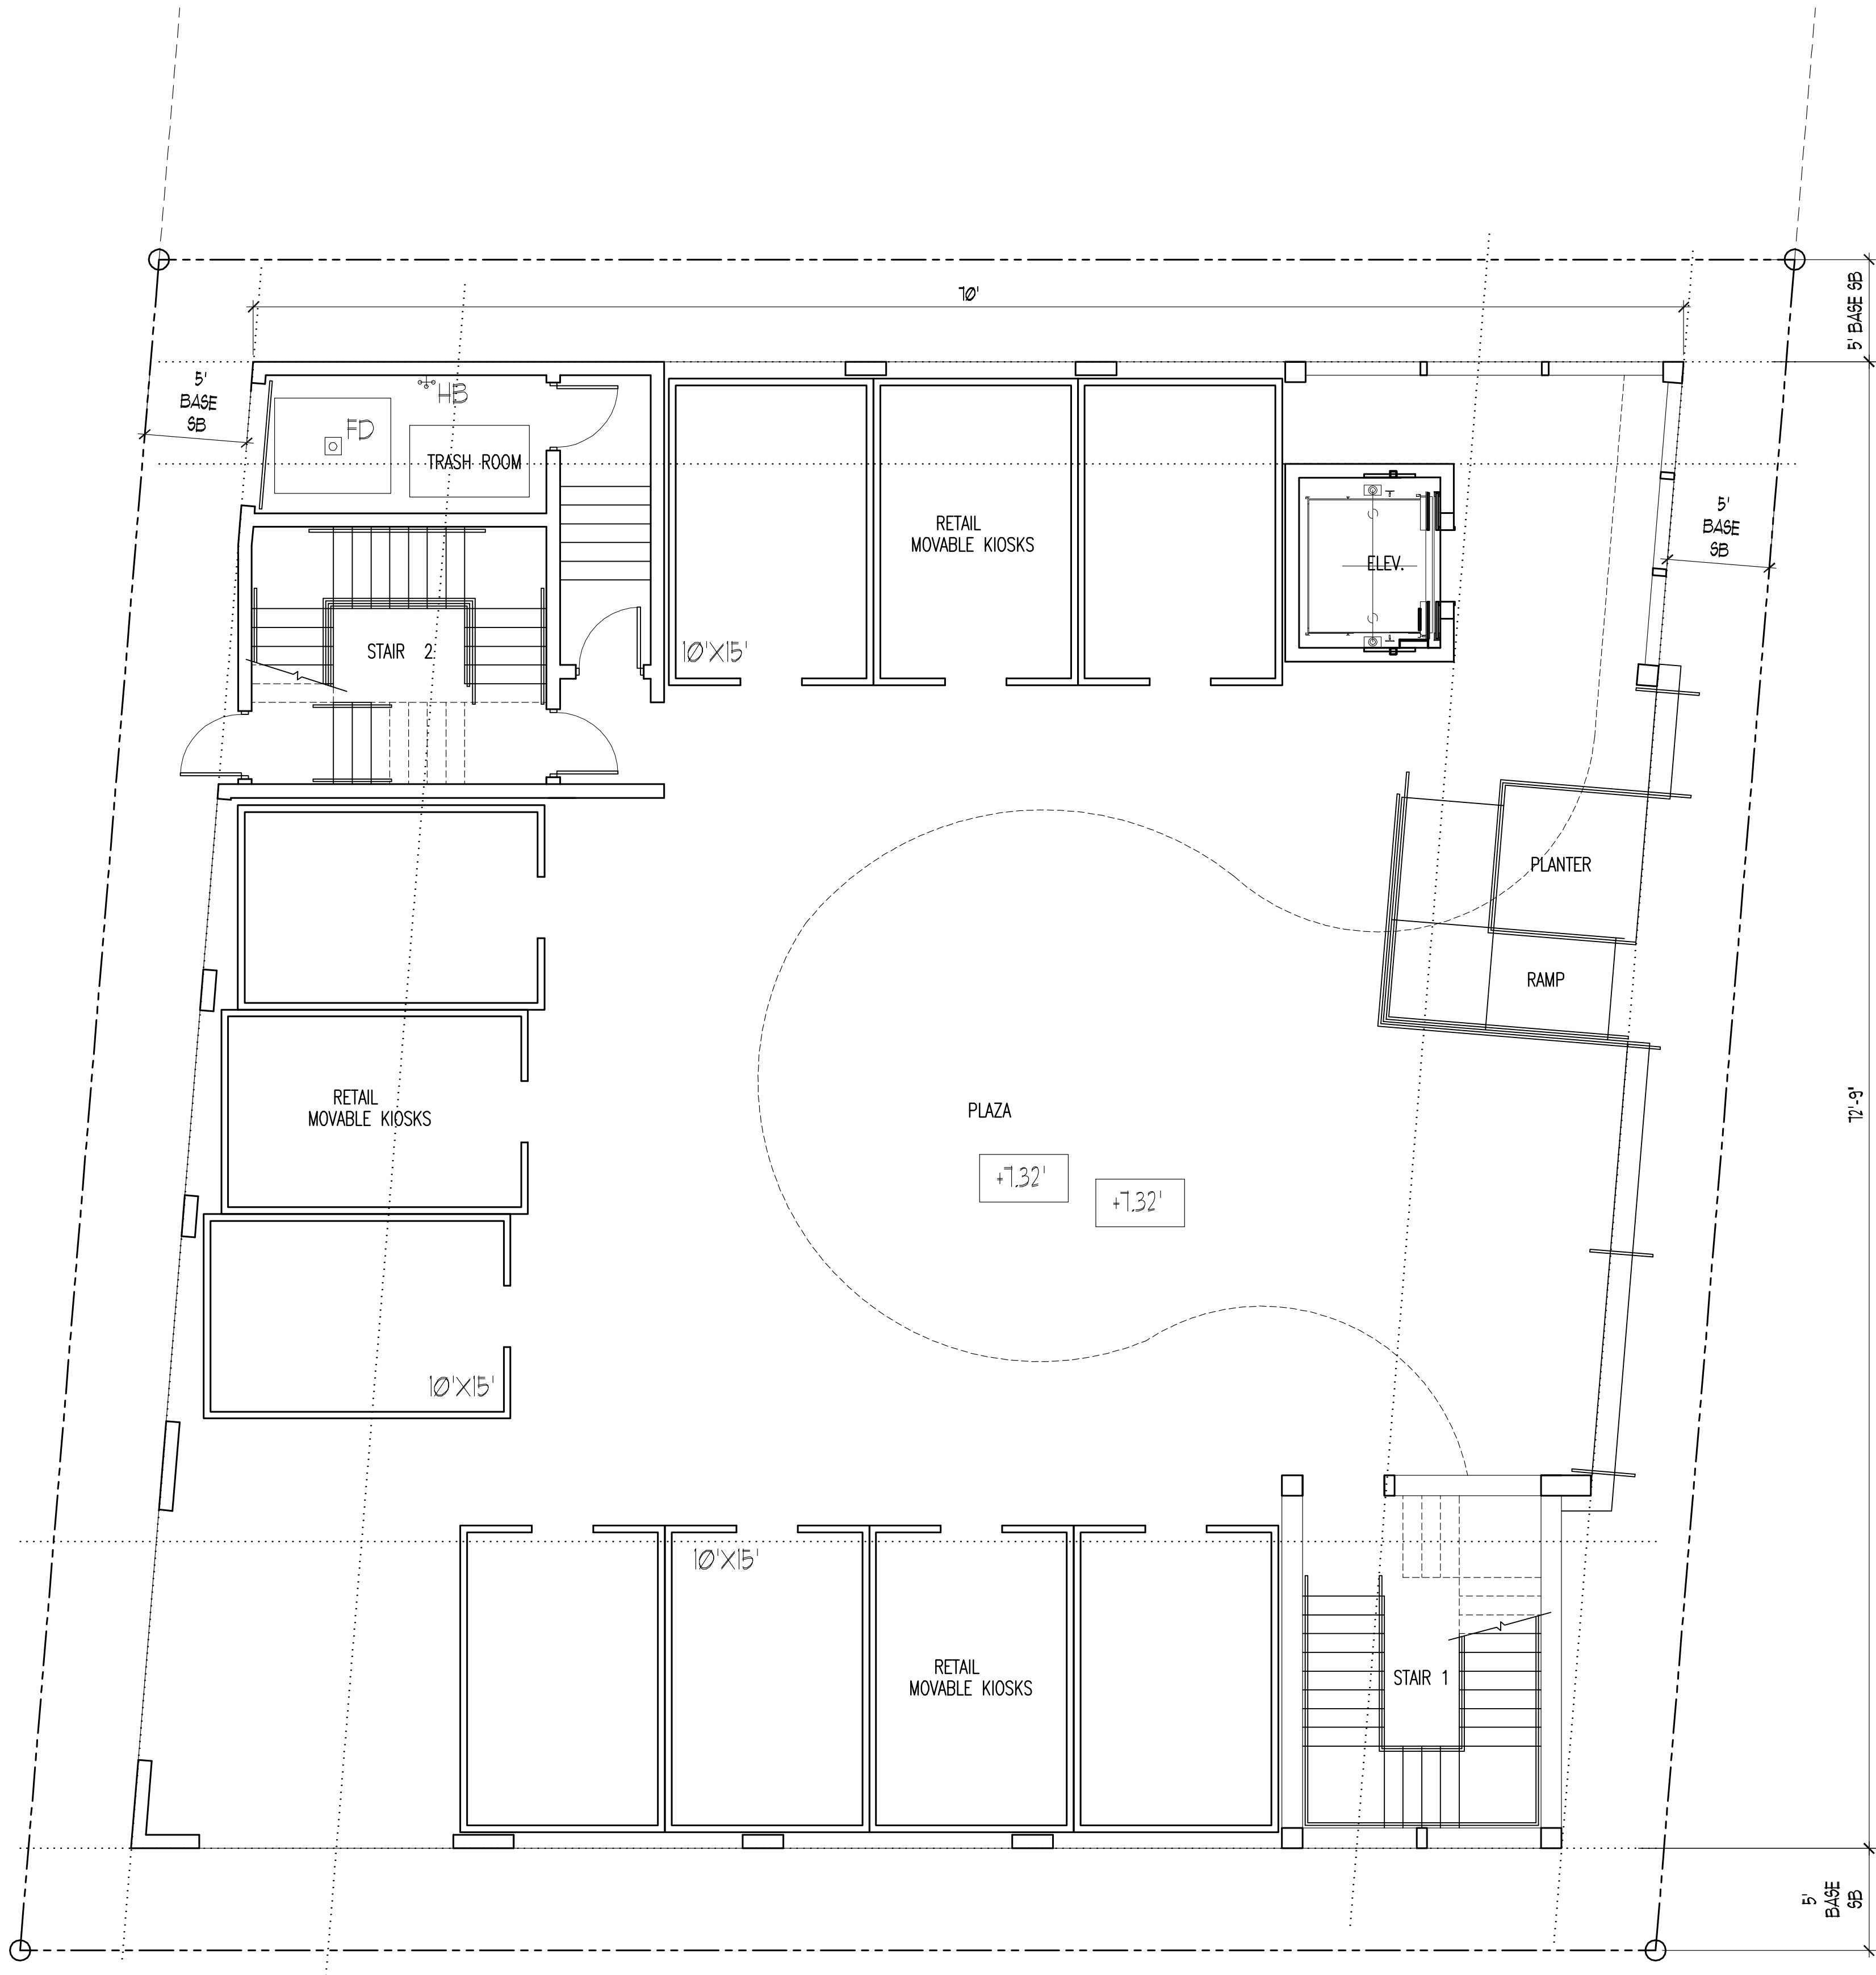 70'
5' BASE SB
5'
BASE
SB
HB
FD
TRASH ROOM
RETAIL
MOVABLE KIOSKS
5'
BASE
SB
ELEV.
STAIR 2
10'X15'
PLANTER
RAMP
RETAIL
MOVABLE KIOSKS
PLAZA
72'-9"
+7.32'
+7.32'
10'X15'
10'X15'
RETAIL
MOVABLE KIOSKS
STAIR 1
5'
BASE
SB